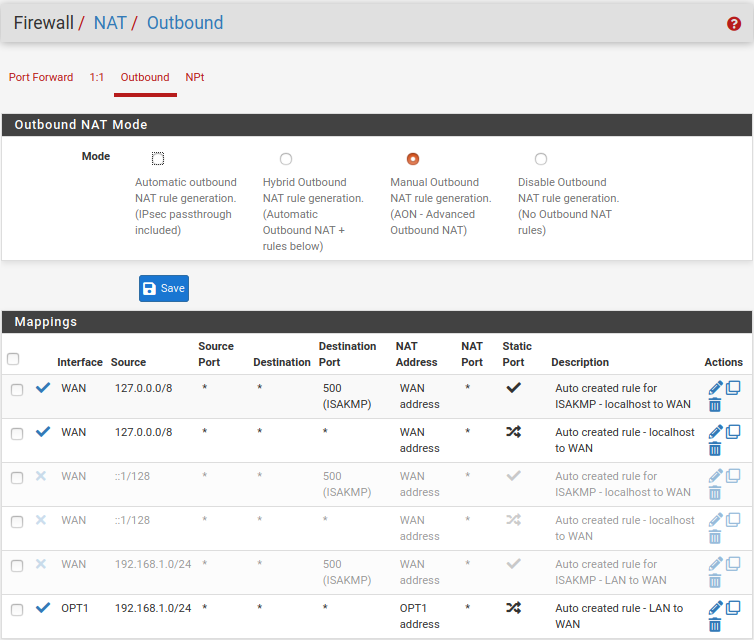 Firewall / NAT / Outbound
Port Forward 1:1 Outbound NPt
Outbound NAT Mode
Mode
Automatic outbound
NAT rule generation.
(IPsec passthrough
included)
Hybrid Outbound
NAT rule generation.
(Automatic
Outbound NAT +
rules below)
Manual Outbound
NAT rule generation.
(AON - Advanced
Outbound NAT)
Disable Outbound
NAT rule generation.
(No Outbound NAT
rules)
Save
Mappings
Interface Source Source Port Destination Destination Port NAT Address NAT Port Static Port Description Actions
WAN 127.0.0.0/8 * * 500 (ISAKMP) WAN address * Auto created rule for ISAKMP - localhost to WAN
WAN 127.0.0.0/8 * * * WAN address * Auto created rule - localhost to WAN
WAN ::1/128 * * 500 (ISAKMP) WAN address * Auto created rule for ISAKMP - localhost to WAN
WAN ::1/128 * * * WAN address * Auto created rule - localhost to WAN
WAN 192.168.1.0/24 * * 500 (ISAKMP) WAN address * Auto created rule for ISAKMP - LAN to WAN
OPT1 192.168.1.0/24 * * * OPT1 address * Auto created rule - LAN to WAN